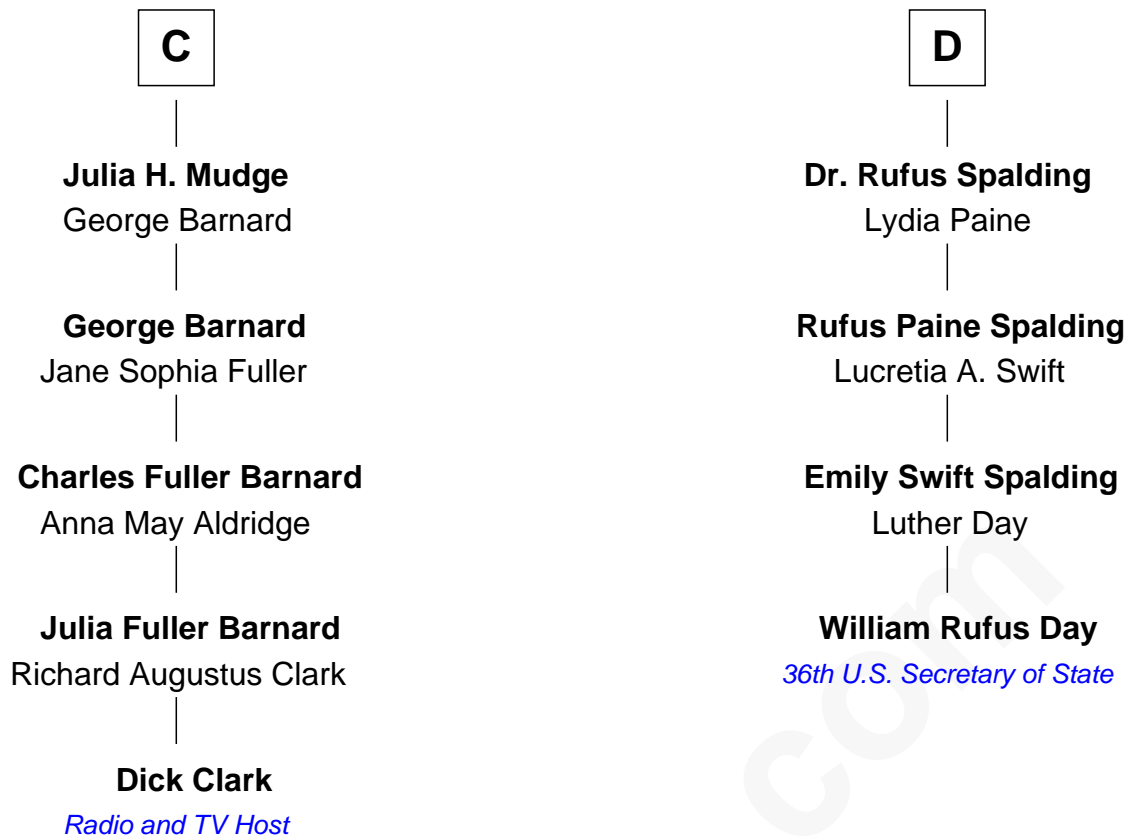 C
Julia H. Mudge
George Barnard
George Barnard
Jane Sophia Fuller
Charles Fuller Barnard
Anna May Aldridge
Julia Fuller Barnard
Richard Augustus Clark
Dick Clark
Radio and TV Host
D
Dr. Rufus Spalding
Lydia Paine
Rufus Paine Spalding
Lucretia A. Swift
Emily Swift Spalding
Luther Day
William Rufus Day
36th U.S. Secretary of State
com